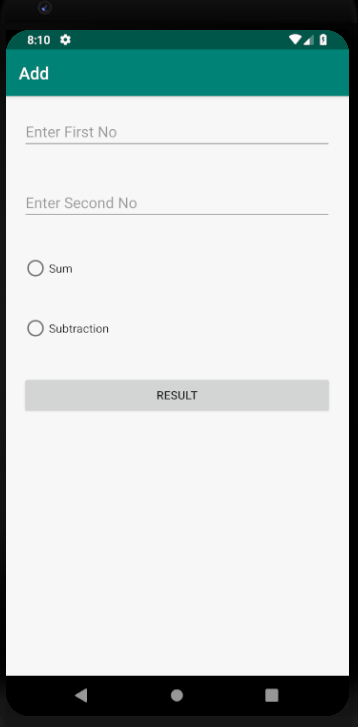 8:10
Add
Enter First No
Enter Second No
Sum
Subtraction
RESULT